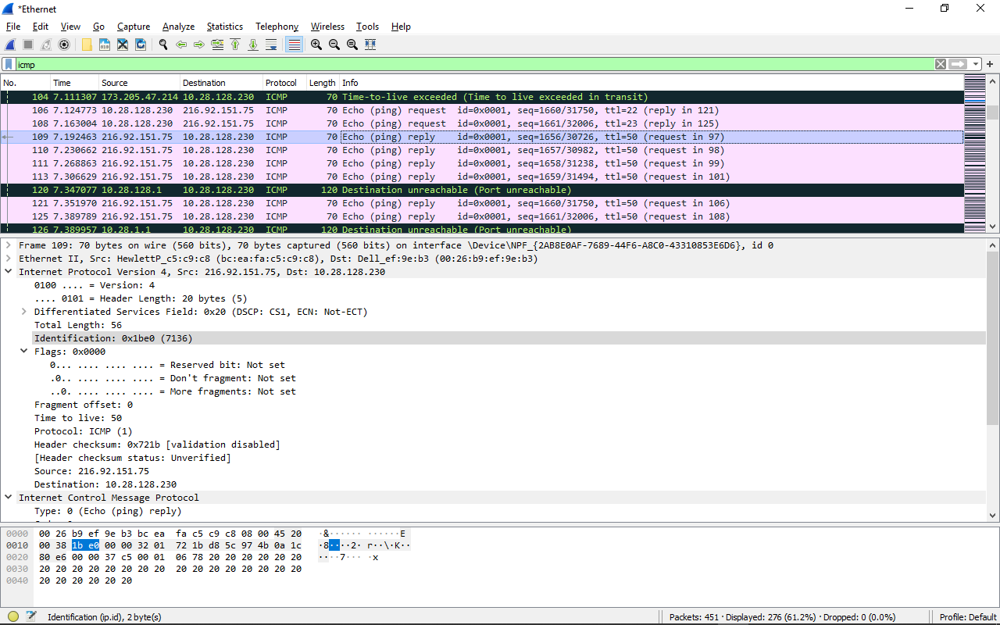 *Ethernet
File Edit View Go Capture Analyze Statistics Telephony Wireless Tools Help
icmp
No. Time Source Destination Protocol Length Info
104 7.111307 173.205.47.214 10.28.128.230 ICMP 70 Time-to-live exceeded (Time to live exceeded in transit)
106 7.124773 10.28.128.230 216.92.151.75 ICMP 70 Echo (ping) request id=0x0001, seq=1660/31750, ttl=22 (reply in 121)
108 7.163004 10.28.128.230 216.92.151.75 ICMP 70 Echo (ping) request id=0x0001, seq=1661/32006, ttl=23 (reply in 125)
109 7.192463 216.92.151.75 10.28.128.230 ICMP 70 Echo (ping) reply id=0x0001, seq=1656/30726, ttl=50 (request in 97)
110 7.230662 216.92.151.75 10.28.128.230 ICMP 70 Echo (ping) reply id=0x0001, seq=1657/30982, ttl=50 (request in 98)
111 7.268863 216.92.151.75 10.28.128.230 ICMP 70 Echo (ping) reply id=0x0001, seq=1658/31238, ttl=50 (request in 99)
113 7.306629 216.92.151.75 10.28.128.230 ICMP 70 Echo (ping) reply id=0x0001, seq=1659/31494, ttl=50 (request in 101)
120 7.347077 10.28.128.1 10.28.128.230 ICMP 120 Destination unreachable (Port unreachable)
121 7.351970 216.92.151.75 10.28.128.230 ICMP 70 Echo (ping) reply id=0x0001, seq=1660/31750, ttl=50 (request in 106)
125 7.389789 216.92.151.75 10.28.128.230 ICMP 70 Echo (ping) reply id=0x0001, seq=1661/32006, ttl=50 (request in 108)
126 7.389957 10.28.1.1 10.28.128.230 ICMP 120 Destination unreachable (Port unreachable)
Frame 109: 70 bytes on wire (560 bits), 70 bytes captured (560 bits) on interface \Device\NPF_{2AB8E0AF-7689-44F6-A8C0-43310853E6D6}, id 0
Ethernet II, Src: HewlettP_c5:c9:c8 (bc:ea:fa:c5:c9:c8), Dst: Dell_ef:9e:b3 (00:26:b9:ef:9e:b3)
Internet Protocol Version 4, Src: 216.92.151.75, Dst: 10.28.128.230
0100 .... = Version: 4
.... 0101 = Header Length: 20 bytes (5)
Differentiated Services Field: 0x20 (DSCP: CS1, ECN: Not-ECT)
Total Length: 56
Identification: 0x1be0 (7136)
Flags: 0x0000
0... .... .... .... = Reserved bit: Not set
.0.. .... .... .... = Don't fragment: Not set
..0. .... .... .... = More fragments: Not set
Fragment offset: 0
Time to live: 50
Protocol: ICMP (1)
Header checksum: 0x721b [validation disabled]
[Header checksum status: Unverified]
Source: 216.92.151.75
Destination: 10.28.128.230
Internet Control Message Protocol
Type: 0 (Echo (ping) reply)
0000 00 26 b9 ef 9e b3 bc ea fa c5 c9 c8 08 00 45 20 ·&······ ······E
0010 00 38 1b e0 00 00 32 01 72 1b d8 5c 97 4b 0a 1c ·8····2· r··\·K··
0020 80 e6 00 00 37 c5 00 01 06 78 20 20 20 20 20 20 ····7··· ·x
0030 20 20 20 20 20 20 20 20 20 20 20 20 20 20 20 20
0040 20 20 20 20 20 20
Identification (ip.id), 2 byte(s)
Packets: 451 · Displayed: 276 (61.2%) · Dropped: 0 (0.0%)
Profile: Default